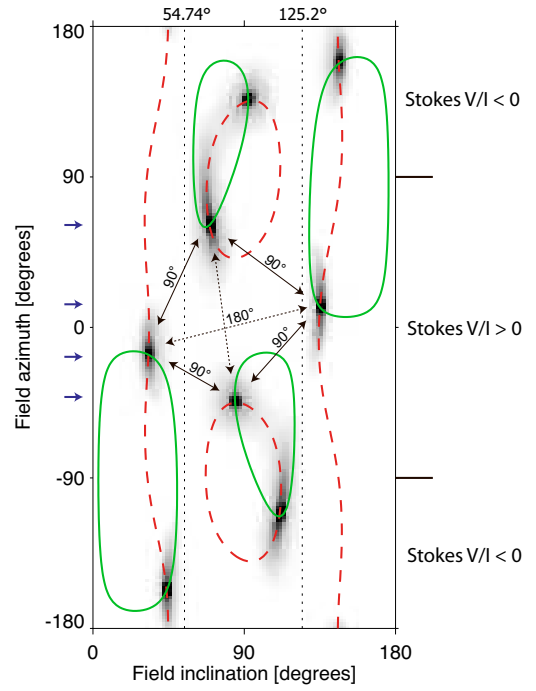 54.74° 125.2°
180
Stokes V/I < 0
90
90°
90°
180°
Stokes V/I > 0
0
90°
90°
-90
Stokes V/I < 0
-180
0 90 180
Field inclination [degrees]
Field azimuth [degrees]